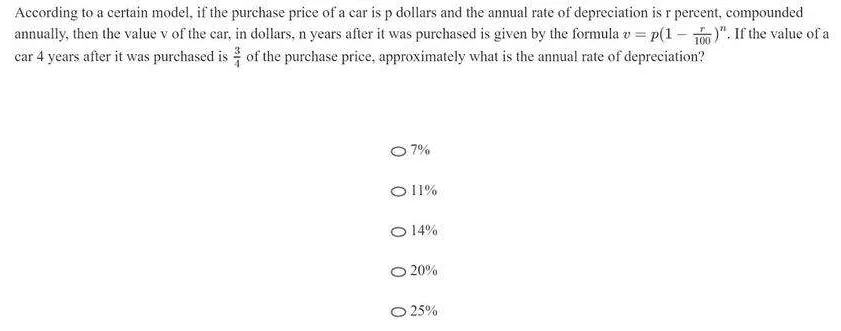 According to a certain model, if the purchase price of a car is p dollars and the annual rate of depreciation is r percent, compounded
annually, then the value v of the car, in dollars, n years after it was purchased is given by the formula v = p(1 − r/100)ⁿ. If the value of a
car 4 years after it was purchased is 3/4 of the purchase price, approximately what is the annual rate of depreciation?
7%
11%
14%
20%
25%